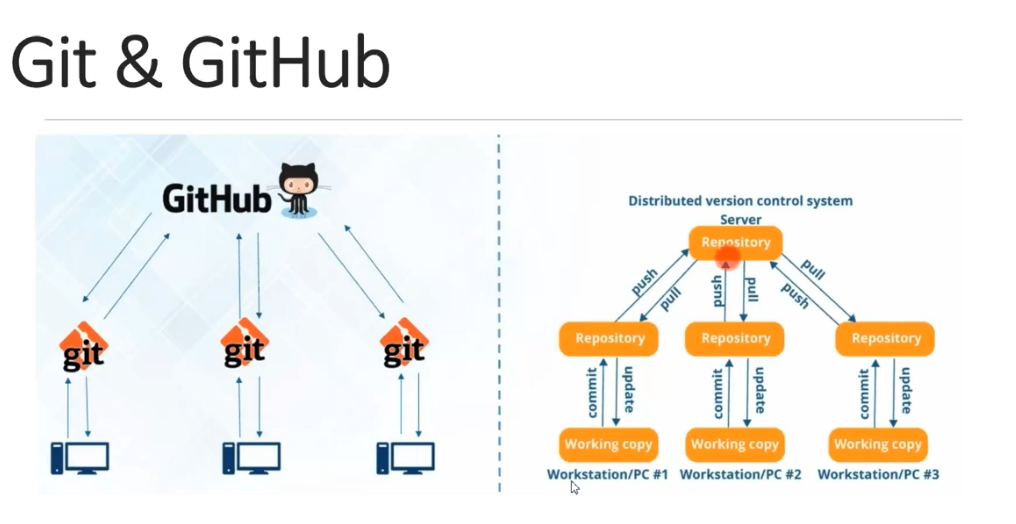 Git & GitHub
GitHub
git
git
git
Distributed version control system
Server
Repository
push
pull
push
pull
pull
push
Repository
Repository
Repository
commit
update
commit
update
commit
update
Working copy
Working copy
Working copy
Workstation/PC #1
Workstation/PC #2
Workstation/PC #3